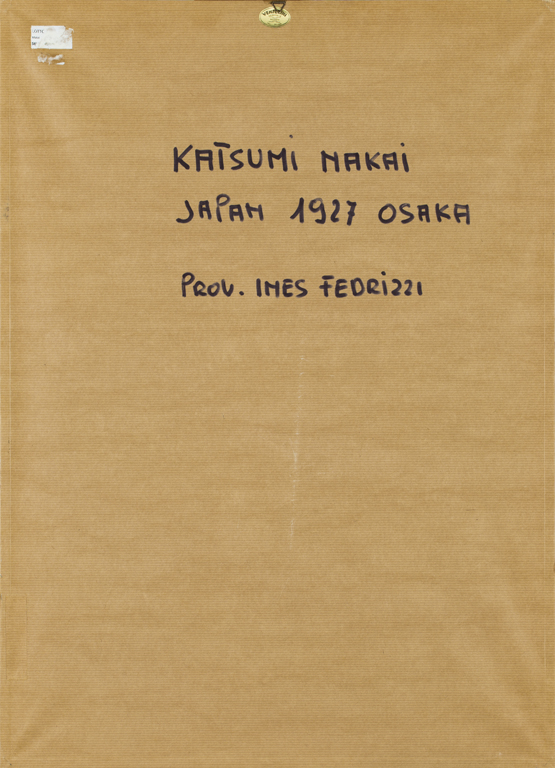 KATSUMI NAKAI
JAPAN 1927 OSAKA
PROV. INES FEDRIZZI